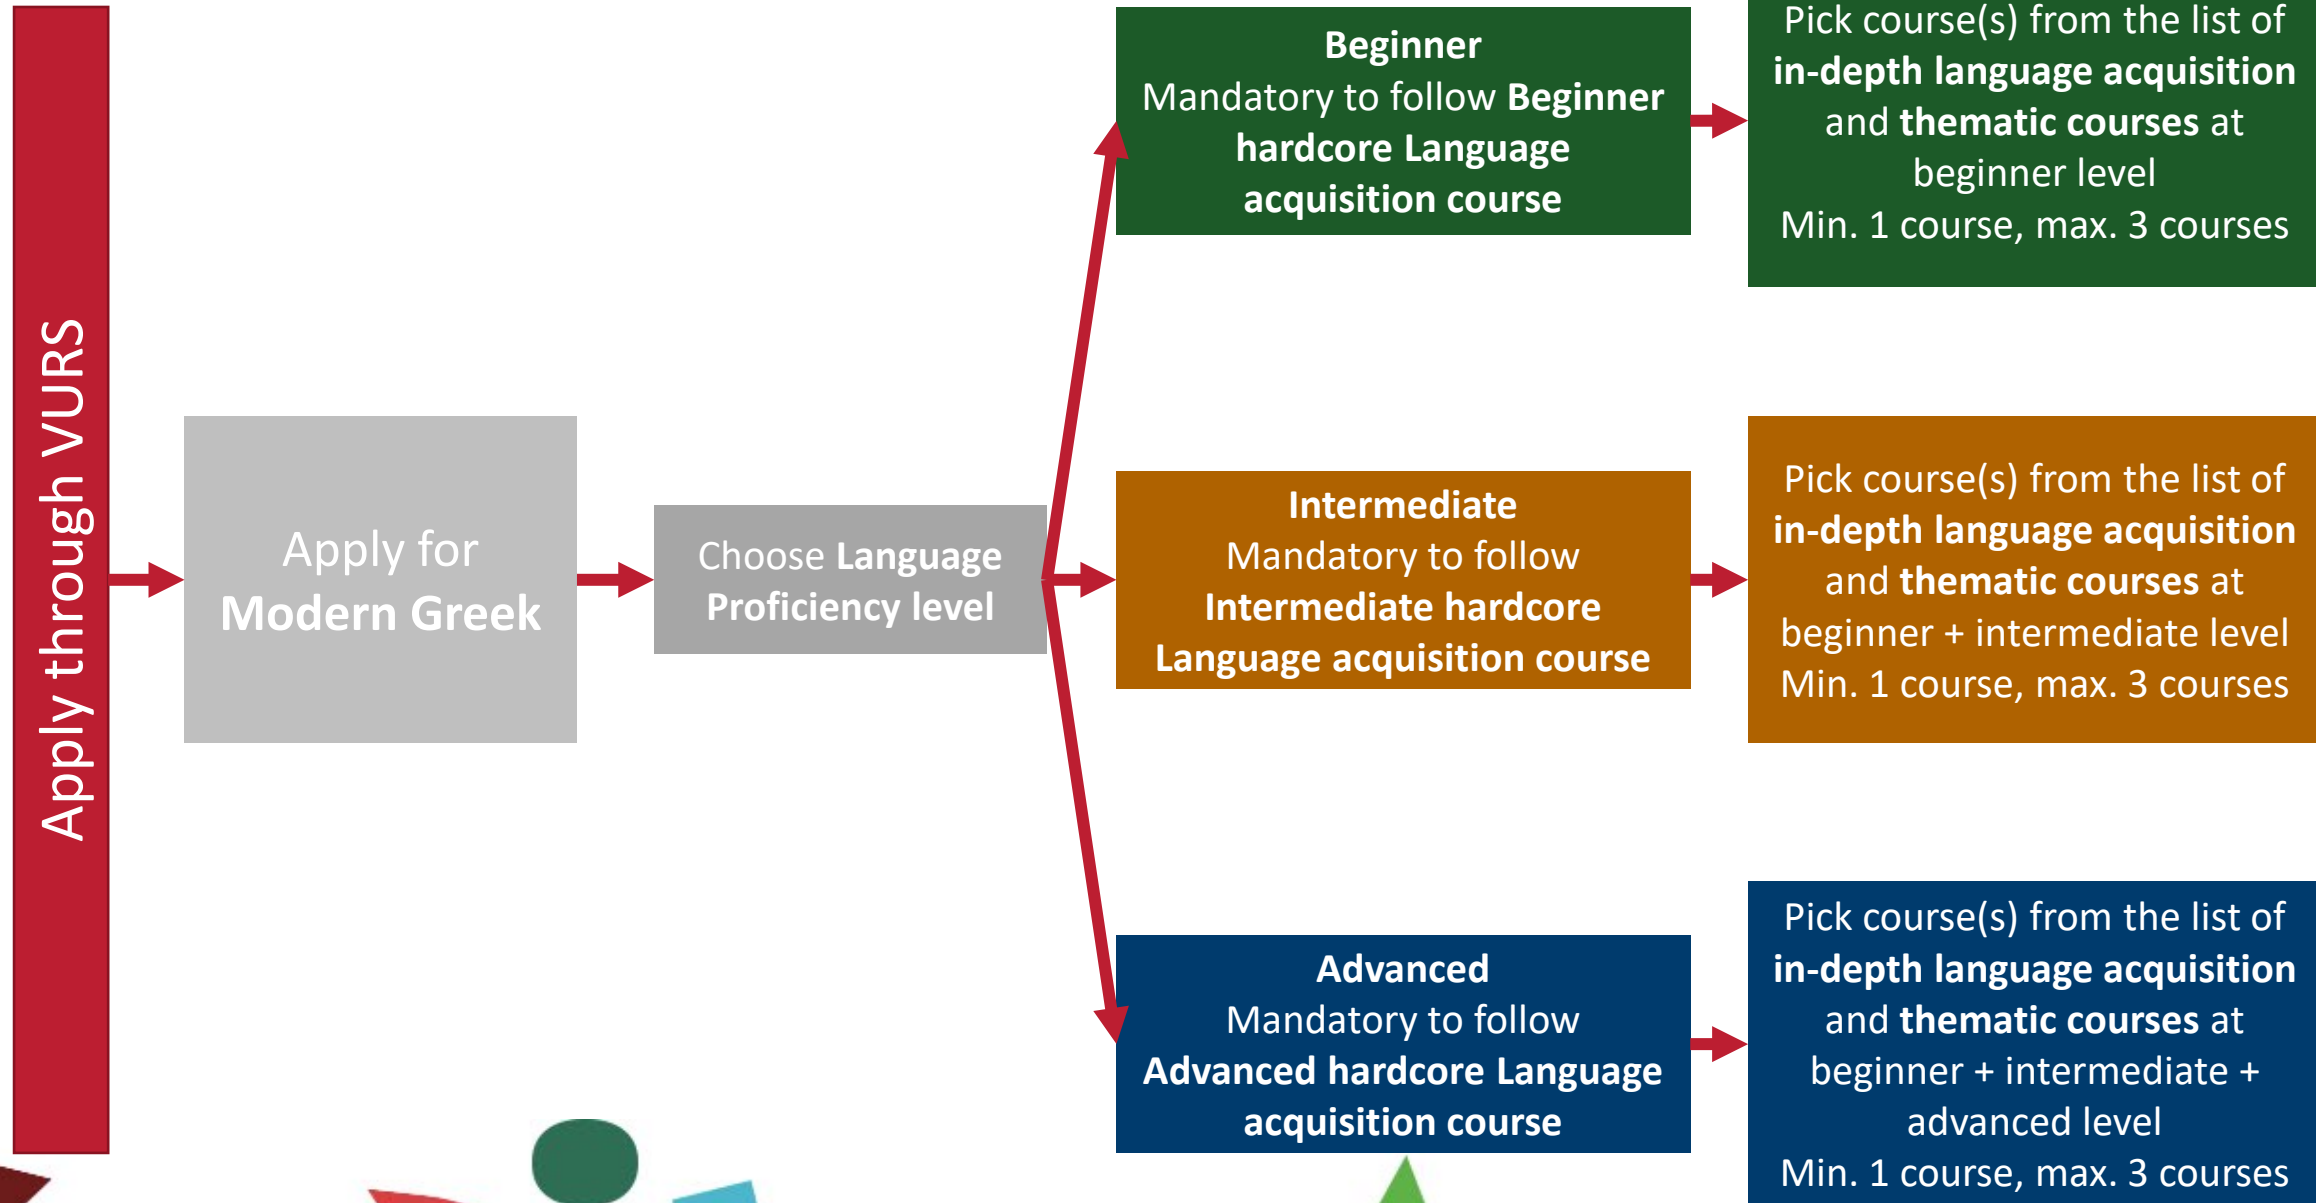 Apply through VURS
Apply for
Modern Greek
Choose Language
Proficiency level
Beginner
Mandatory to follow Beginner
hardcore Language
acquisition course
Pick course(s) from the list of
in-depth language acquisition
and thematic courses at
beginner level
Min. 1 course, max. 3 courses
Intermediate
Mandatory to follow
Intermediate hardcore
Language acquisition course
Pick course(s) from the list of
in-depth language acquisition
and thematic courses at
beginner + intermediate level
Min. 1 course, max. 3 courses
Advanced
Mandatory to follow
Advanced hardcore Language
acquisition course
Pick course(s) from the list of
in-depth language acquisition
and thematic courses at
beginner + intermediate +
advanced level
Min. 1 course, max. 3 courses